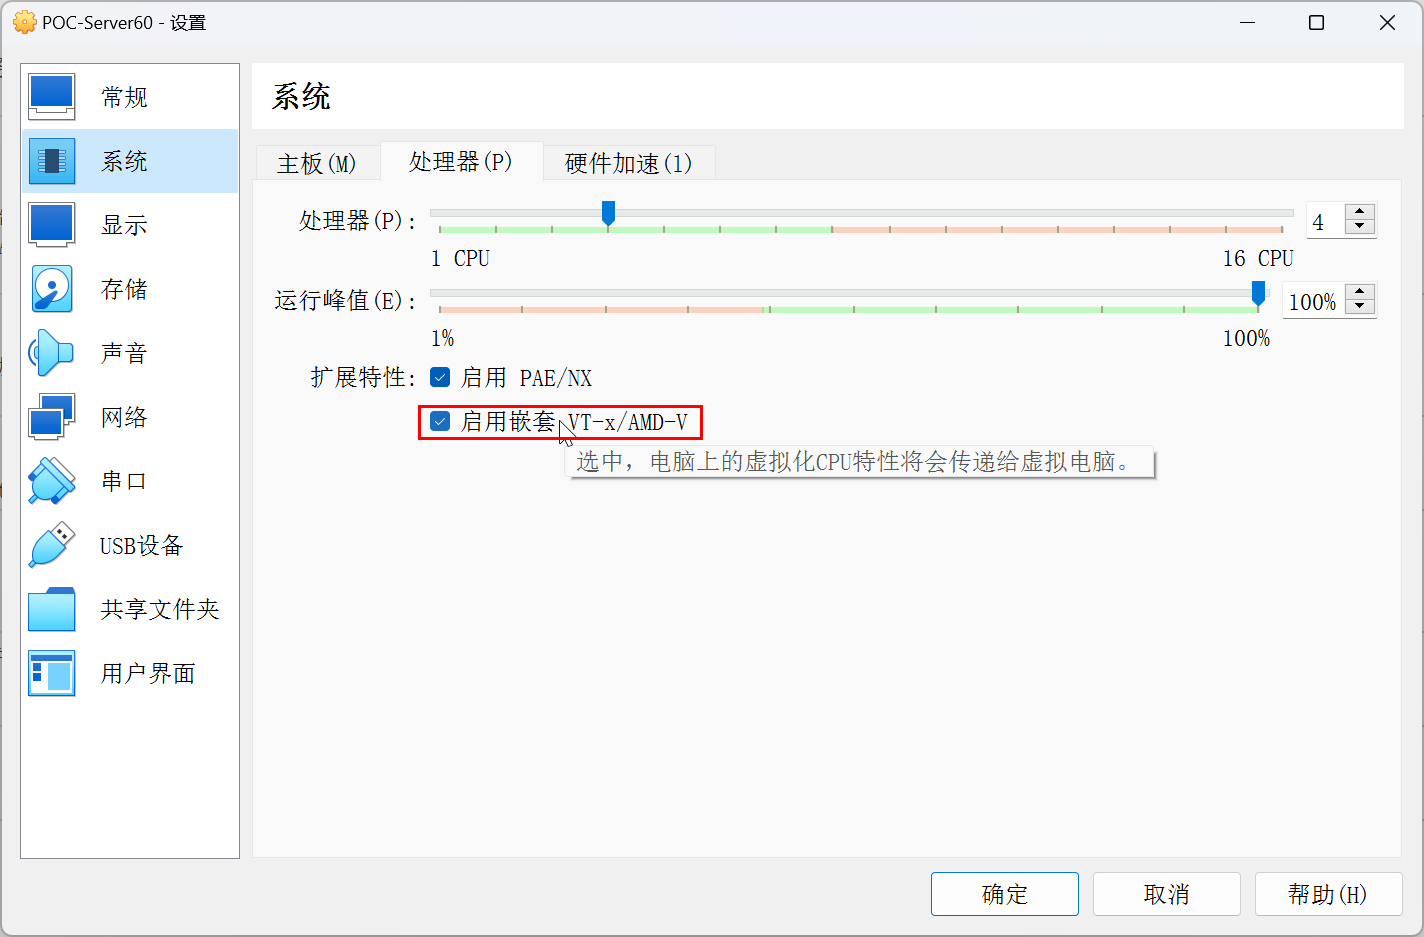 POC-Server60 - 设置
常规
系统
显示
存储
声音
网络
串口
USB设备
共享文件夹
用户界面
系统
主板(M) 处理器(P) 硬件加速(l)
处理器(P): 4
1 CPU 16 CPU
运行峰值(E): 100%
1% 100%
扩展特性: 启用 PAE/NX
启用嵌套 VT-x/AMD-V
选中，电脑上的虚拟化CPU特性将会传递给虚拟电脑。
确定 取消 帮助(H)